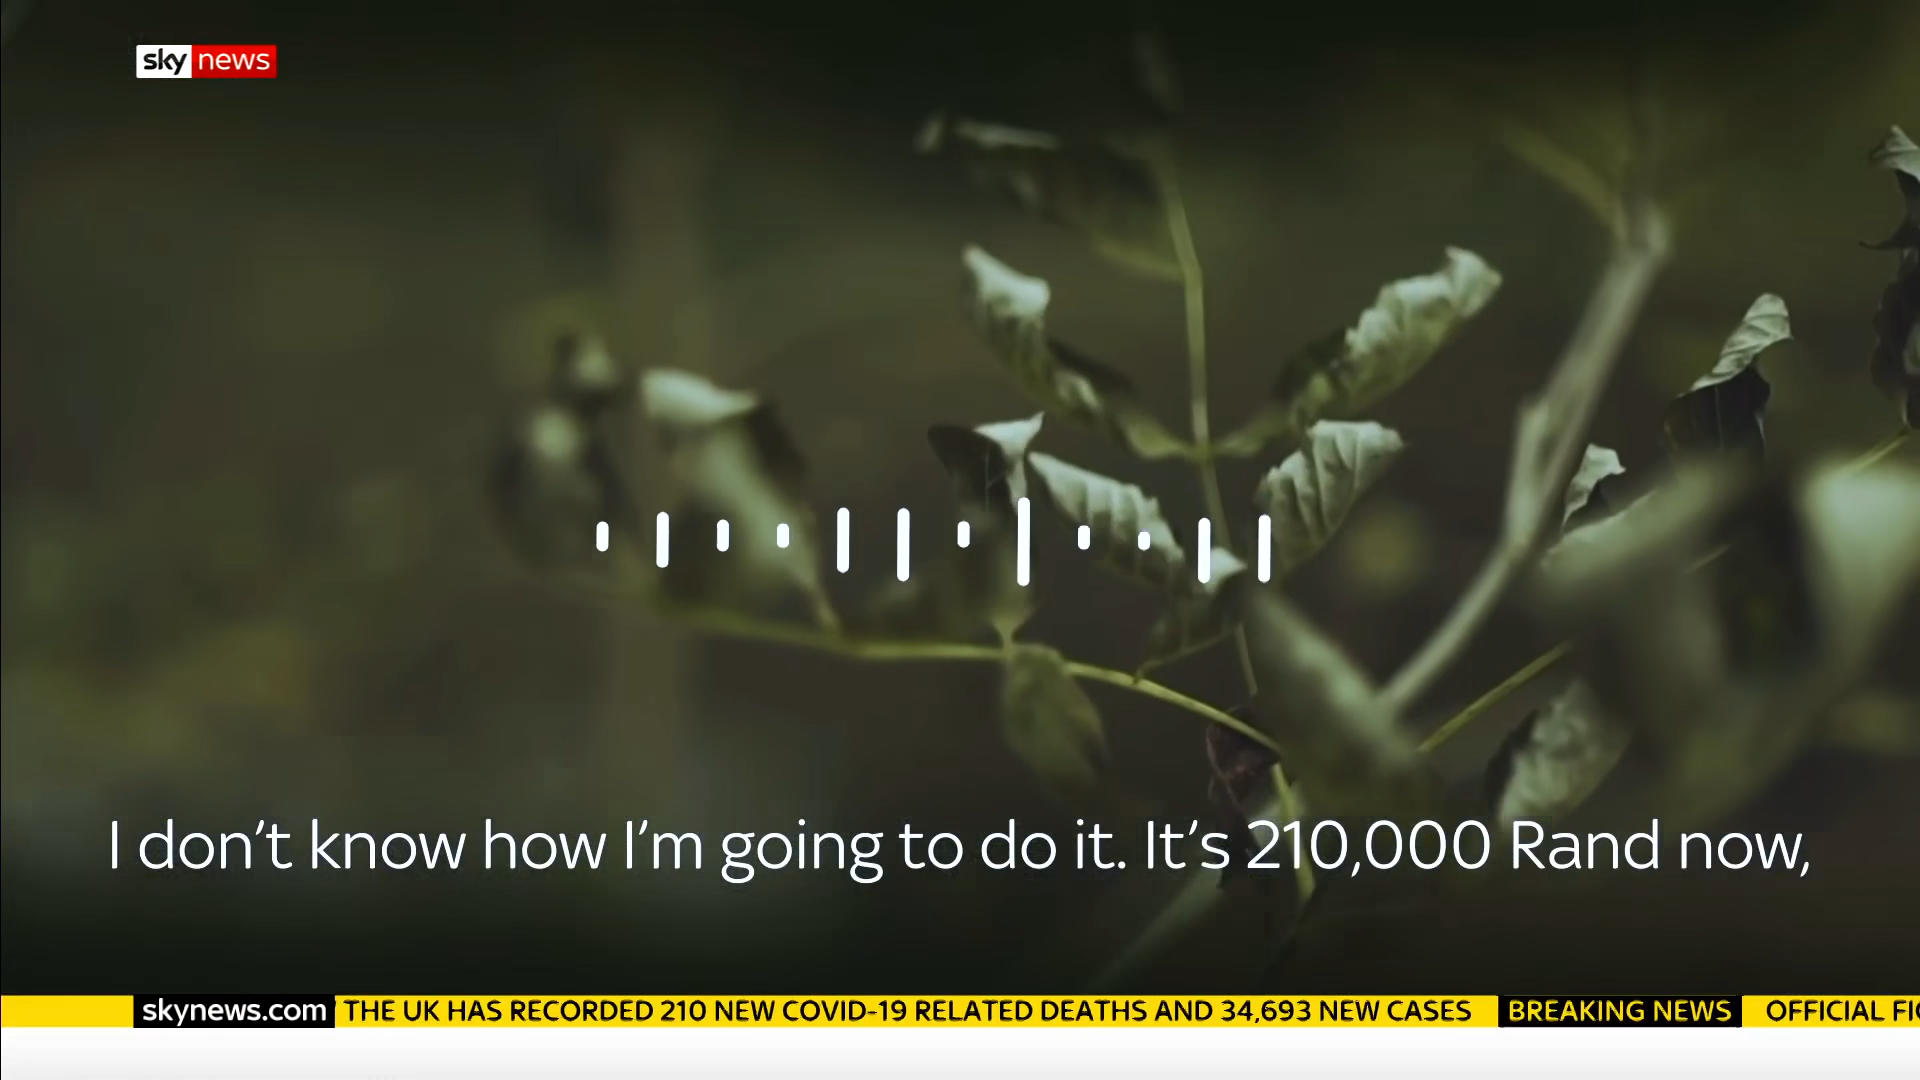 sky news
I don't know how I'm going to do it. It's 210,000 Rand now,
skynews.com THE UK HAS RECORDED 210 NEW COVID-19 RELATED DEATHS AND 34,693 NEW CASES BREAKING NEWS OFFICIAL